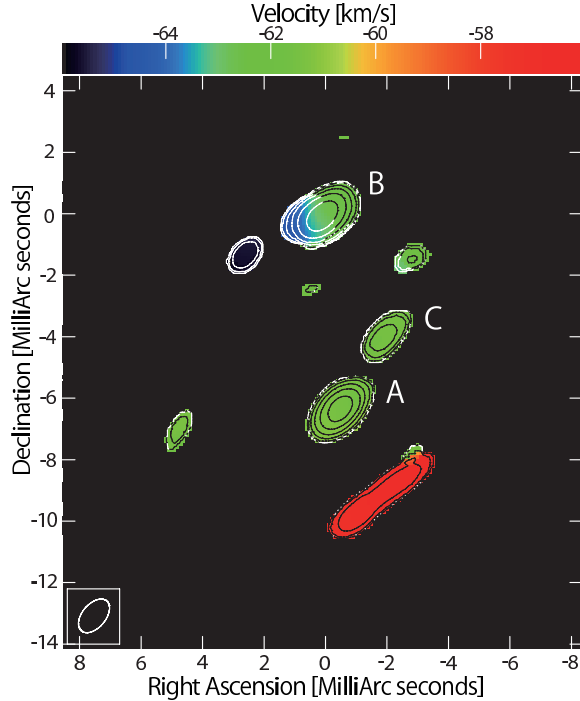 Velocity [km/s]
-64 -62 -60 -58
4
2
0
-2
-4
-6
-8
-10
-12
-14
B
C
A
8 6 4 2 0 -2 -4 -6 -8
Declination [MilliArc seconds]
Right Ascension [MilliArc seconds]